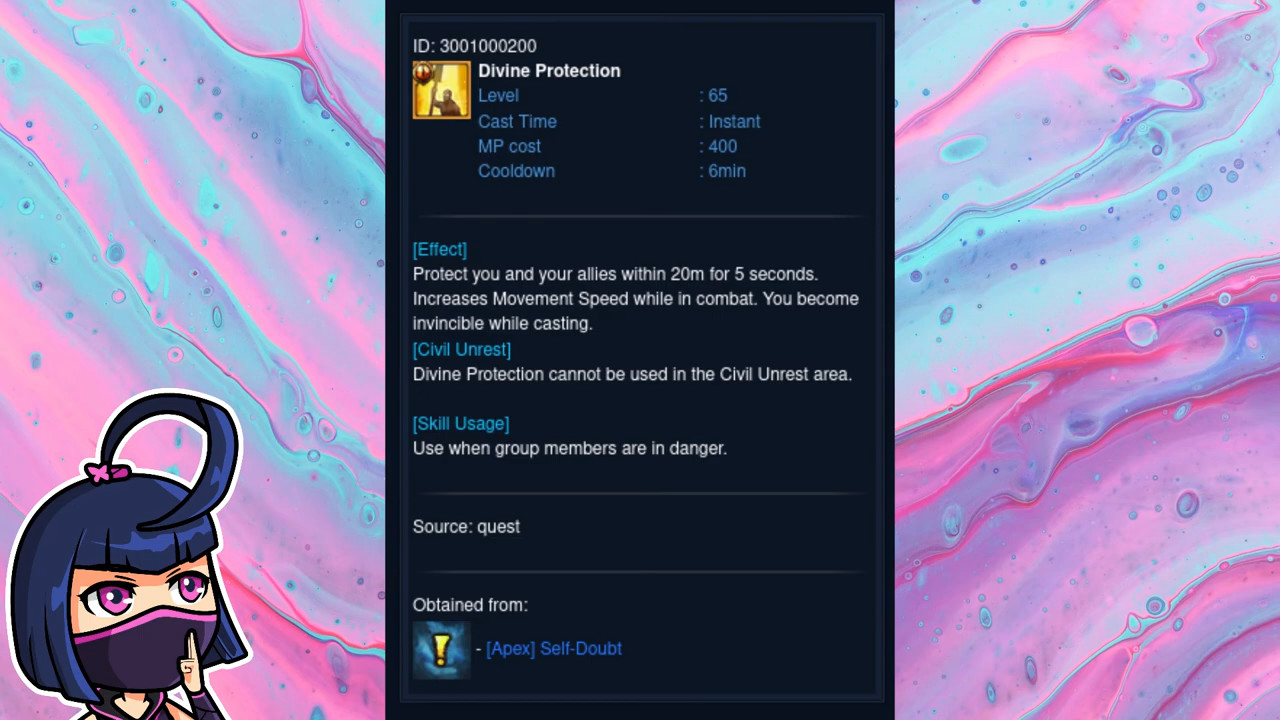 ID: 3001000200
Divine Protection
Level : 65
Cast Time : Instant
MP cost : 400
Cooldown : 6min
[Effect]
Protect you and your allies within 20m for 5 seconds.
Increases Movement Speed while in combat. You become
invincible while casting.
[Civil Unrest]
Divine Protection cannot be used in the Civil Unrest area.
[Skill Usage]
Use when group members are in danger.
Source: quest
Obtained from:
- [Apex] Self-Doubt